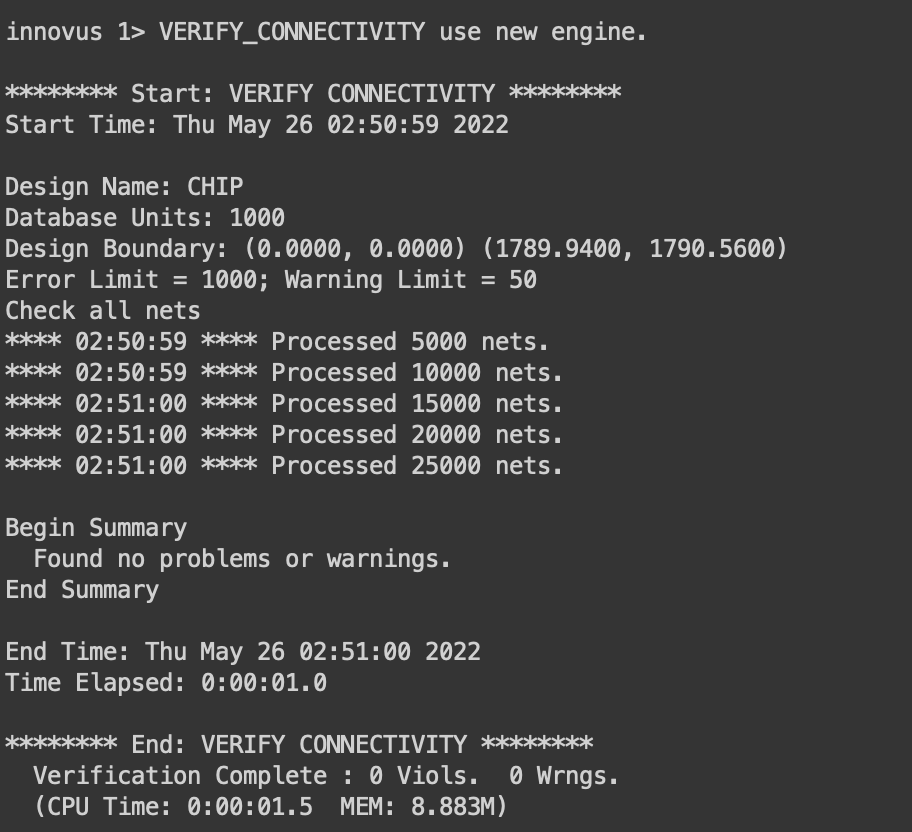 innovus 1> VERIFY_CONNECTIVITY use new engine.
******** Start: VERIFY CONNECTIVITY ********
Start Time: Thu May 26 02:50:59 2022
Design Name: CHIP
Database Units: 1000
Design Boundary: (0.0000, 0.0000) (1789.9400, 1790.5600)
Error Limit = 1000; Warning Limit = 50
Check all nets
**** 02:50:59 **** Processed 5000 nets.
**** 02:50:59 **** Processed 10000 nets.
**** 02:51:00 **** Processed 15000 nets.
**** 02:51:00 **** Processed 20000 nets.
**** 02:51:00 **** Processed 25000 nets.
Begin Summary
  Found no problems or warnings.
End Summary
End Time: Thu May 26 02:51:00 2022
Time Elapsed: 0:00:01.0
******** End: VERIFY CONNECTIVITY ********
  Verification Complete : 0 Viols.  0 Wrngs.
  (CPU Time: 0:00:01.5  MEM: 8.883M)